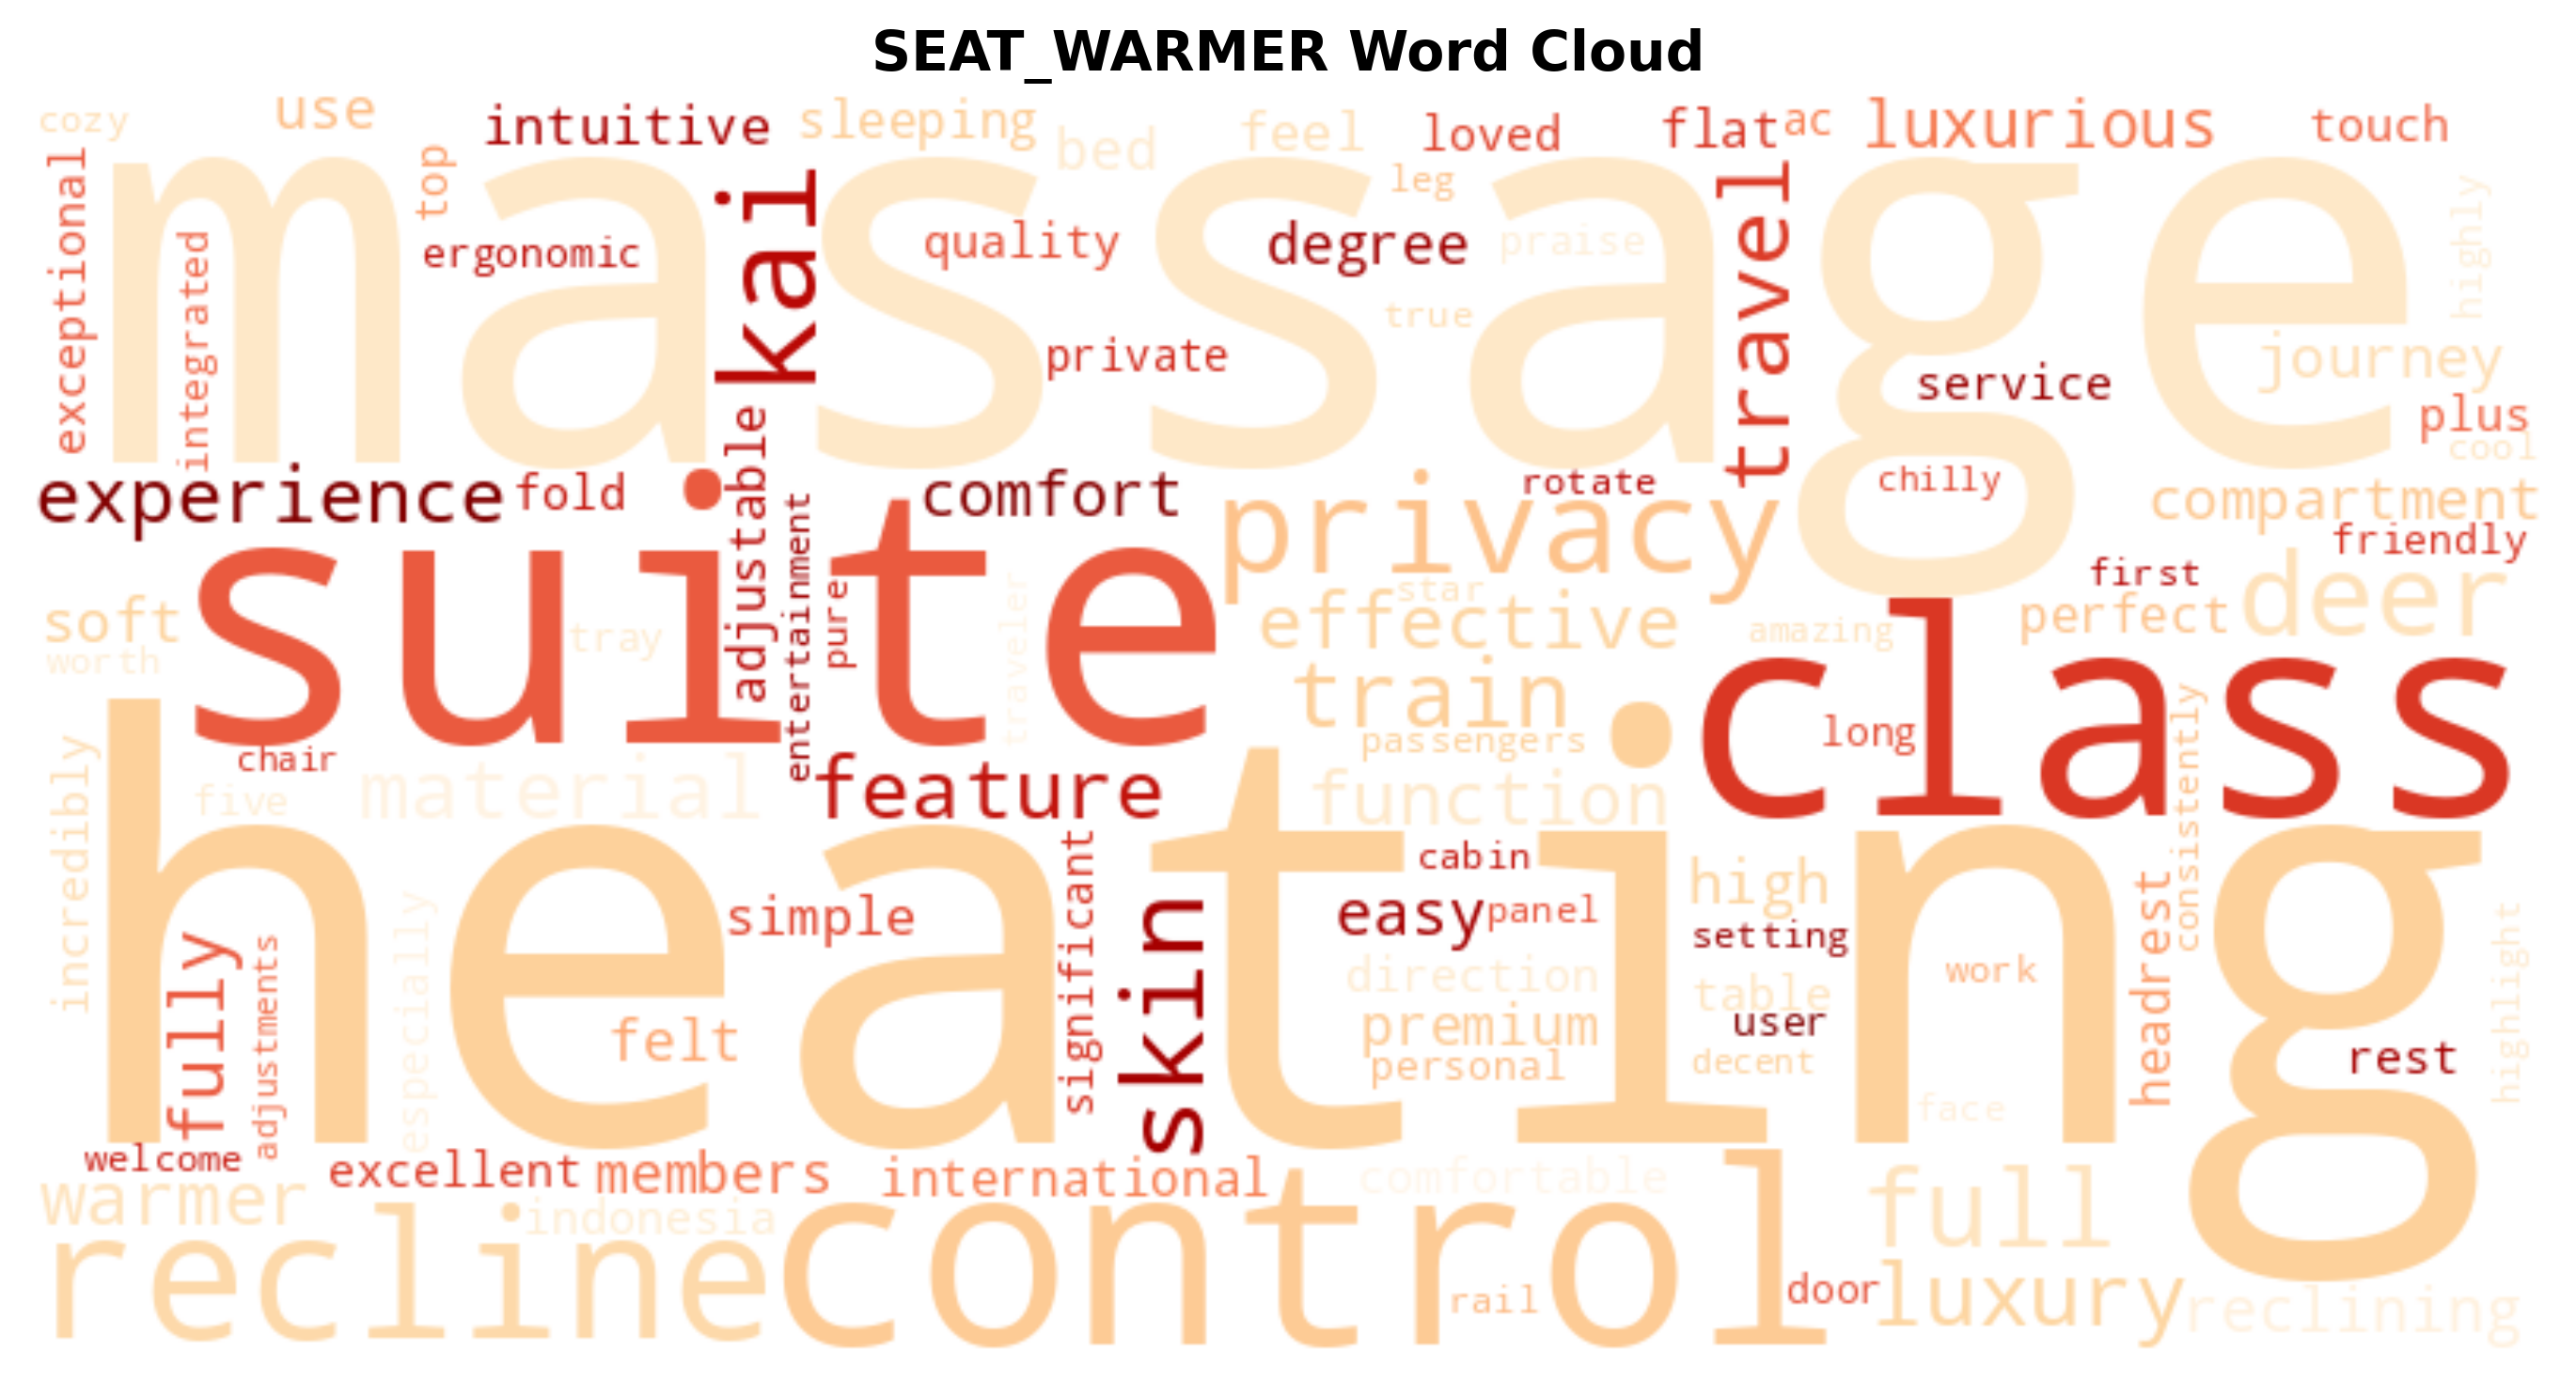 SEAT_WARMER Word Cloud
cozy
use
intuitive
sleeping
bed
feel
loved
flat
ac
luxurious
touch
exceptional
top
massage
kai
leg
travel
highly
integrated
ergonomic
quality
degree
praise
true
private
journey
service
plus
cool
adjustable
experience
fold
comfort
privacy
rotate
chilly
compartment
entertainment
friendly
first
pure
suite
traveler
star
deer
soft
effective
perfect
worth
tray
amazing
train
class
long
passengers
consistently
chair
incredibly
material
five
feature
function
heating
significant
cabin
high
easy
panel
headrest
simple
skin
setting
especially
fully
adjustments
direction
table
work
highlight
felt
premium
user
rest
personal
decent
face
welcome
excellent
members
international
comfortable
full
warmer
indonesia
recline
control
rail
door
luxury
reclining